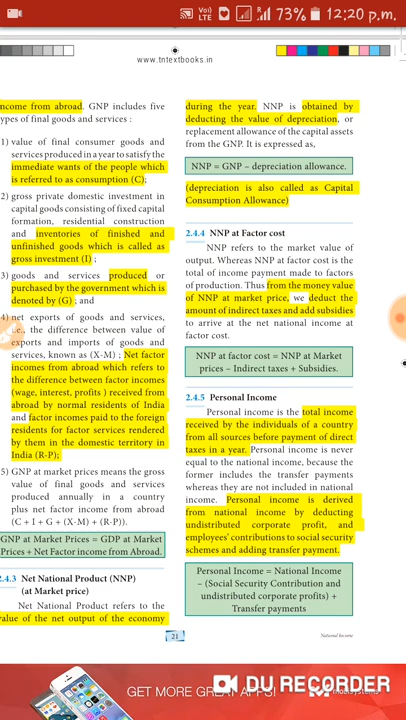 Vo))
LTE
R
73%
12:20 p.m.
www.tntextbooks.in
ncome from abroad. GNP includes five
ypes of final goods and services :
1) value of final consumer goods and
services produced in a year to satisfy the
immediate wants of the people which
is referred to as consumption (C);
2) gross private domestic investment in
capital goods consisting of fixed capital
formation, residential construction
and inventories of finished and
unfinished goods which is called as
gross investment (I) ;
3) goods and services produced or
purchased by the government which is
denoted by (G) ; and
4) net exports of goods and services,
i.e., the difference between value of
exports and imports of goods and
services, known as (X-M) ; Net factor
incomes from abroad which refers to
the difference between factor incomes
(wage, interest, profits ) received from
abroad by normal residents of India
and factor incomes paid to the foreign
residents for factor services rendered
by them in the domestic territory in
India (R-P);
5) GNP at market prices means the gross
value of final goods and services
produced annually in a country
plus net factor income from abroad
(C + I + G + (X-M) + (R-P)).
GNP at Market Prices = GDP at Market
Prices + Net Factor income from Abroad.
2.4.3 Net National Product (NNP)
(at Market price)
Net National Product refers to the
value of the net output of the economy
during the year. NNP is obtained by
deducting the value of depreciation, or
replacement allowance of the capital assets
from the GNP. It is expressed as,
NNP = GNP – depreciation allowance.
(depreciation is also called as Capital
Consumption Allowance)
2.4.4 NNP at Factor cost
NNP refers to the market value of
output. Whereas NNP at factor cost is the
total of income payment made to factors
of production. Thus from the money value
of NNP at market price, we deduct the
amount of indirect taxes and add subsidies
to arrive at the net national income at
factor cost.
NNP at factor cost = NNP at Market
prices – Indirect taxes + Subsidies.
2.4.5 Personal Income
Personal income is the total income
received by the individuals of a country
from all sources before payment of direct
taxes in a year. Personal income is never
equal to the national income, because the
former includes the transfer payments
whereas they are not included in national
income. Personal income is derived
from national income by deducting
undistributed corporate profit, and
employees' contributions to social security
schemes and adding transfer payment.
Personal Income = National Income
– (Social Security Contribution and
undistributed corporate profits) +
Transfer payments
21
National Income
GET MORE GREAT APPS!
DU RECORDER